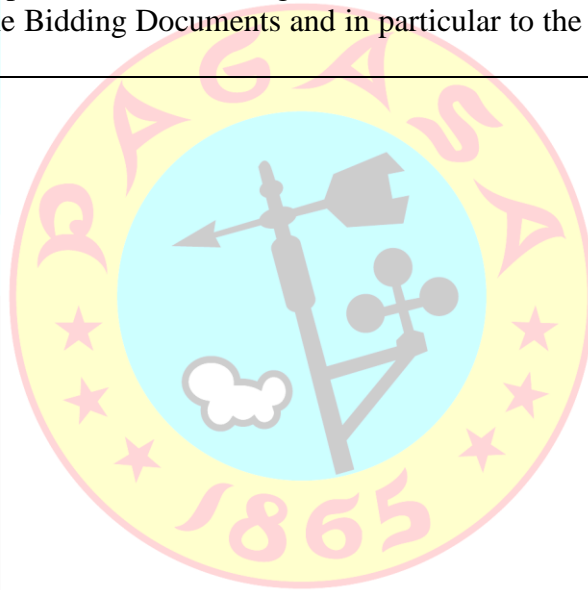 Bidding Documents and in particular to the
PAGASA
1865